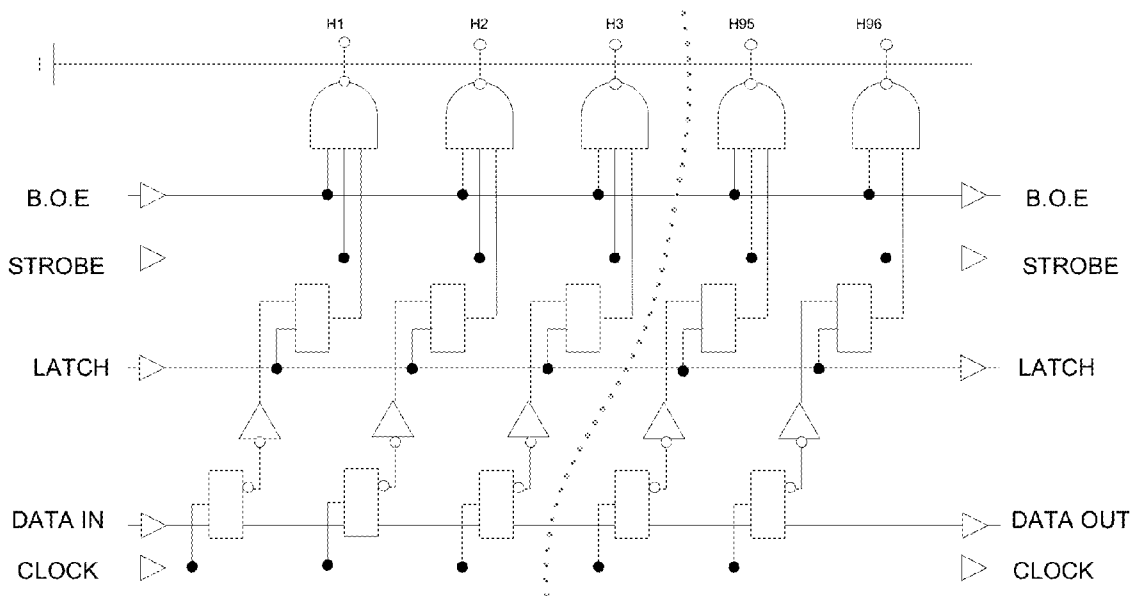 H1 H2 H3 H95 H96
B.O.E B.O.E
STROBE STROBE
LATCH LATCH
DATA IN DATA OUT
CLOCK CLOCK